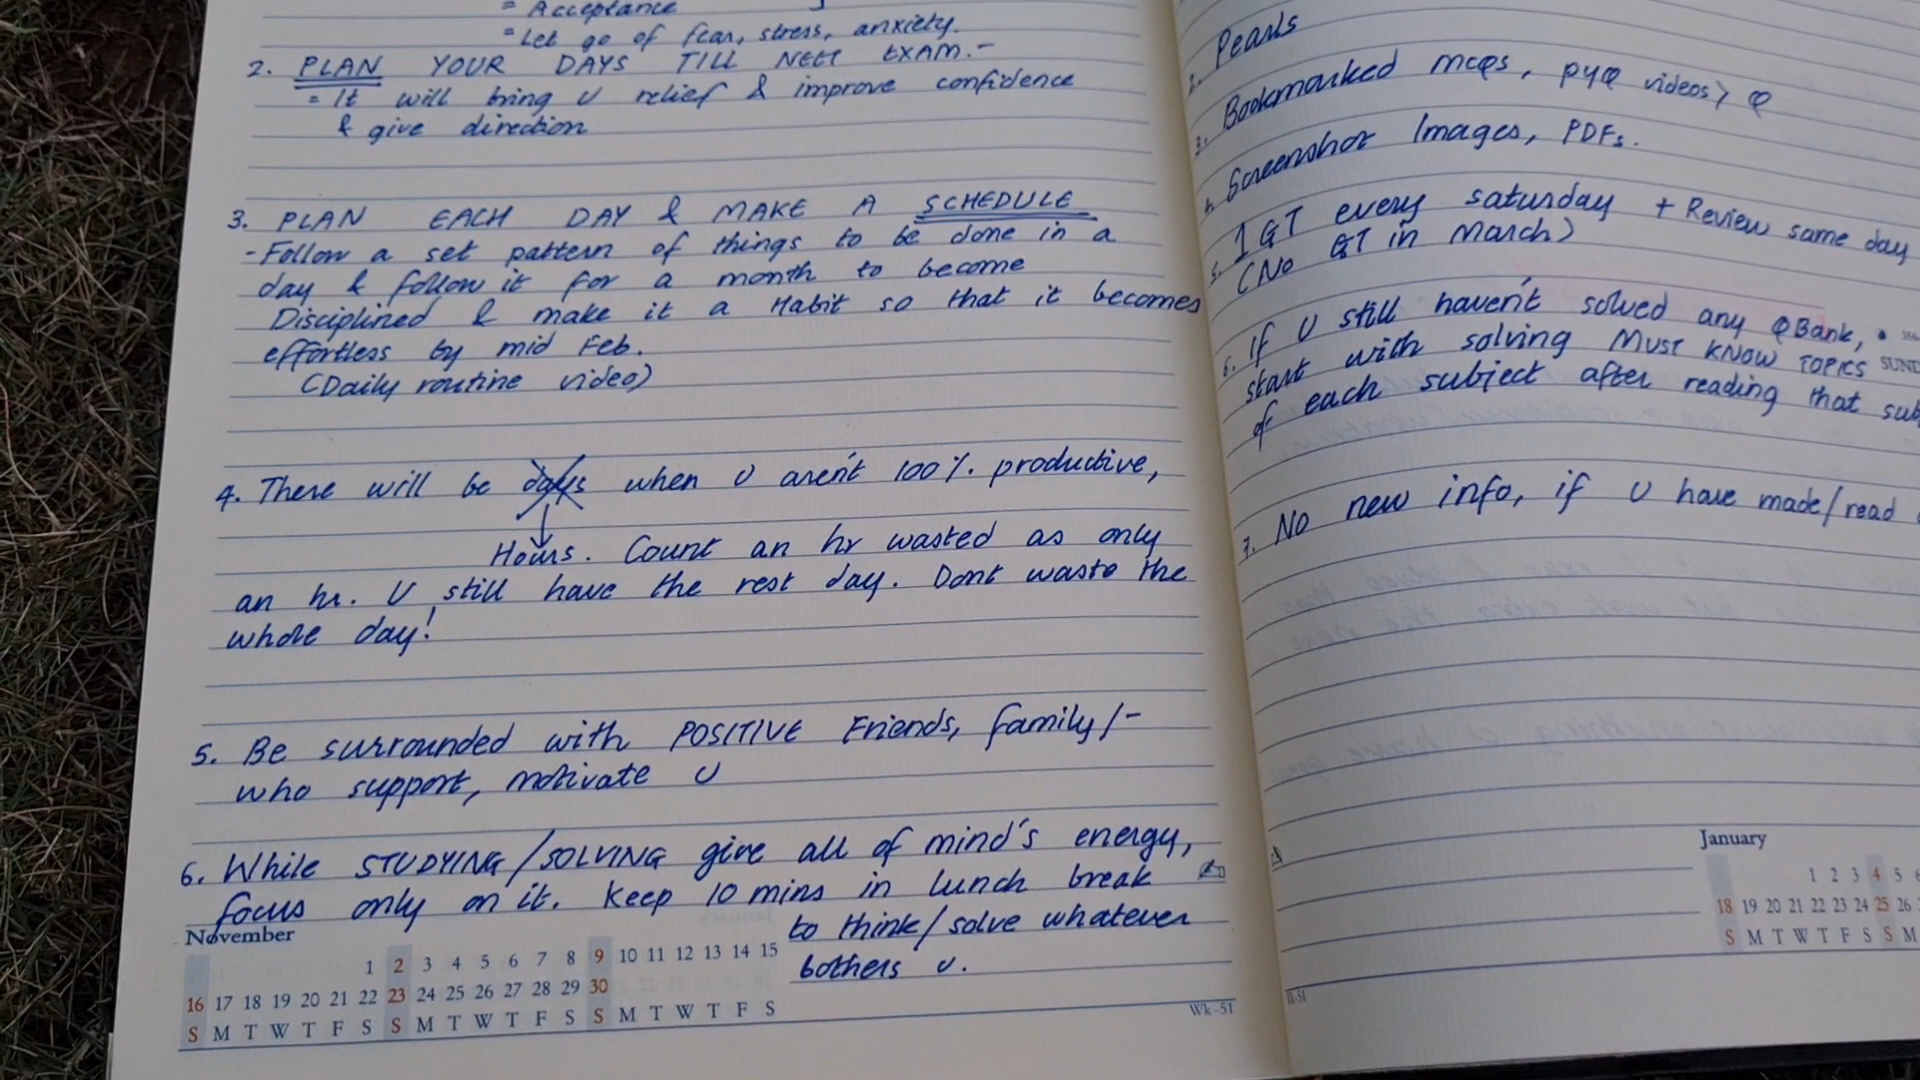 = Acceptance
= Let go of fear, stress, anxiety.
2. PLAN YOUR DAYS TILL NEET EXAM.-
= It will bring U relief & improve confidence
& give direction
3. PLAN EACH DAY & MAKE A SCHEDULE
- Follow a set pattern of things to be done in a
day & follow it for a month to become
Disciplined & make it a Habit so that it becomes
effortless by mid Feb.
(Daily routine video)
4. There will be days when U aren't 100%. productive,
Hours. Count an hr wasted as only
an hr. U still have the rest day. Dont waste the
whole day!
5. Be surrounded with POSITIVE Friends, family/-
who support, motivate U
6. While STUDYING/SOLVING give all of mind's energy,
focus only on it. Keep 10 mins in lunch break
to think/solve whatever
bothers U.
November
1 2 3 4 5 6 7 8 9 10 11 12 13 14 15
16 17 18 19 20 21 22 23 24 25 26 27 28 29 30
S M T W T F S S M T W T F S S M T W T F S
Wk-51
2. Pearls
3. Bookmarked mcqs, pyq videos> Q
4. Screenshot Images, PDFs.
5. 1 GT every saturday + Review same day
(No GT in March)
6. If U still haven't solved any QBank,
start with solving MUST KNOW TOPICS
of each subject after reading that sub
SUND
7. No new info, if U have made/read
January
1 2 3 4 5
18 19 20 21 22 23 24 25 26
S M T W T F S S M